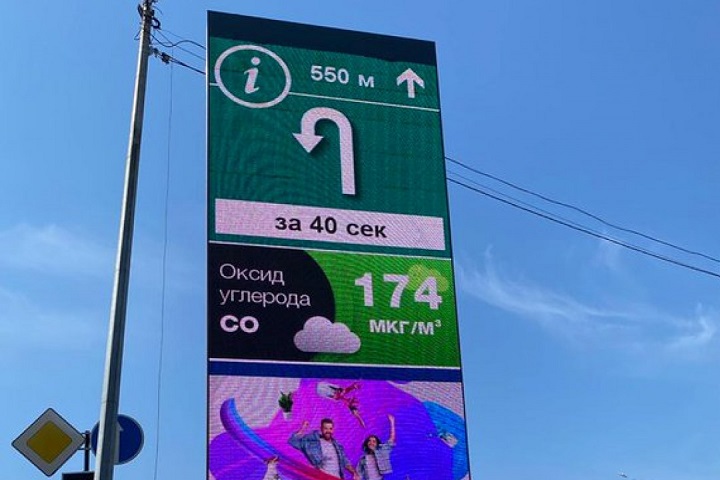 i
550 м
за 40 сек
Оксид
углерода
CO
174
МКГ/М³